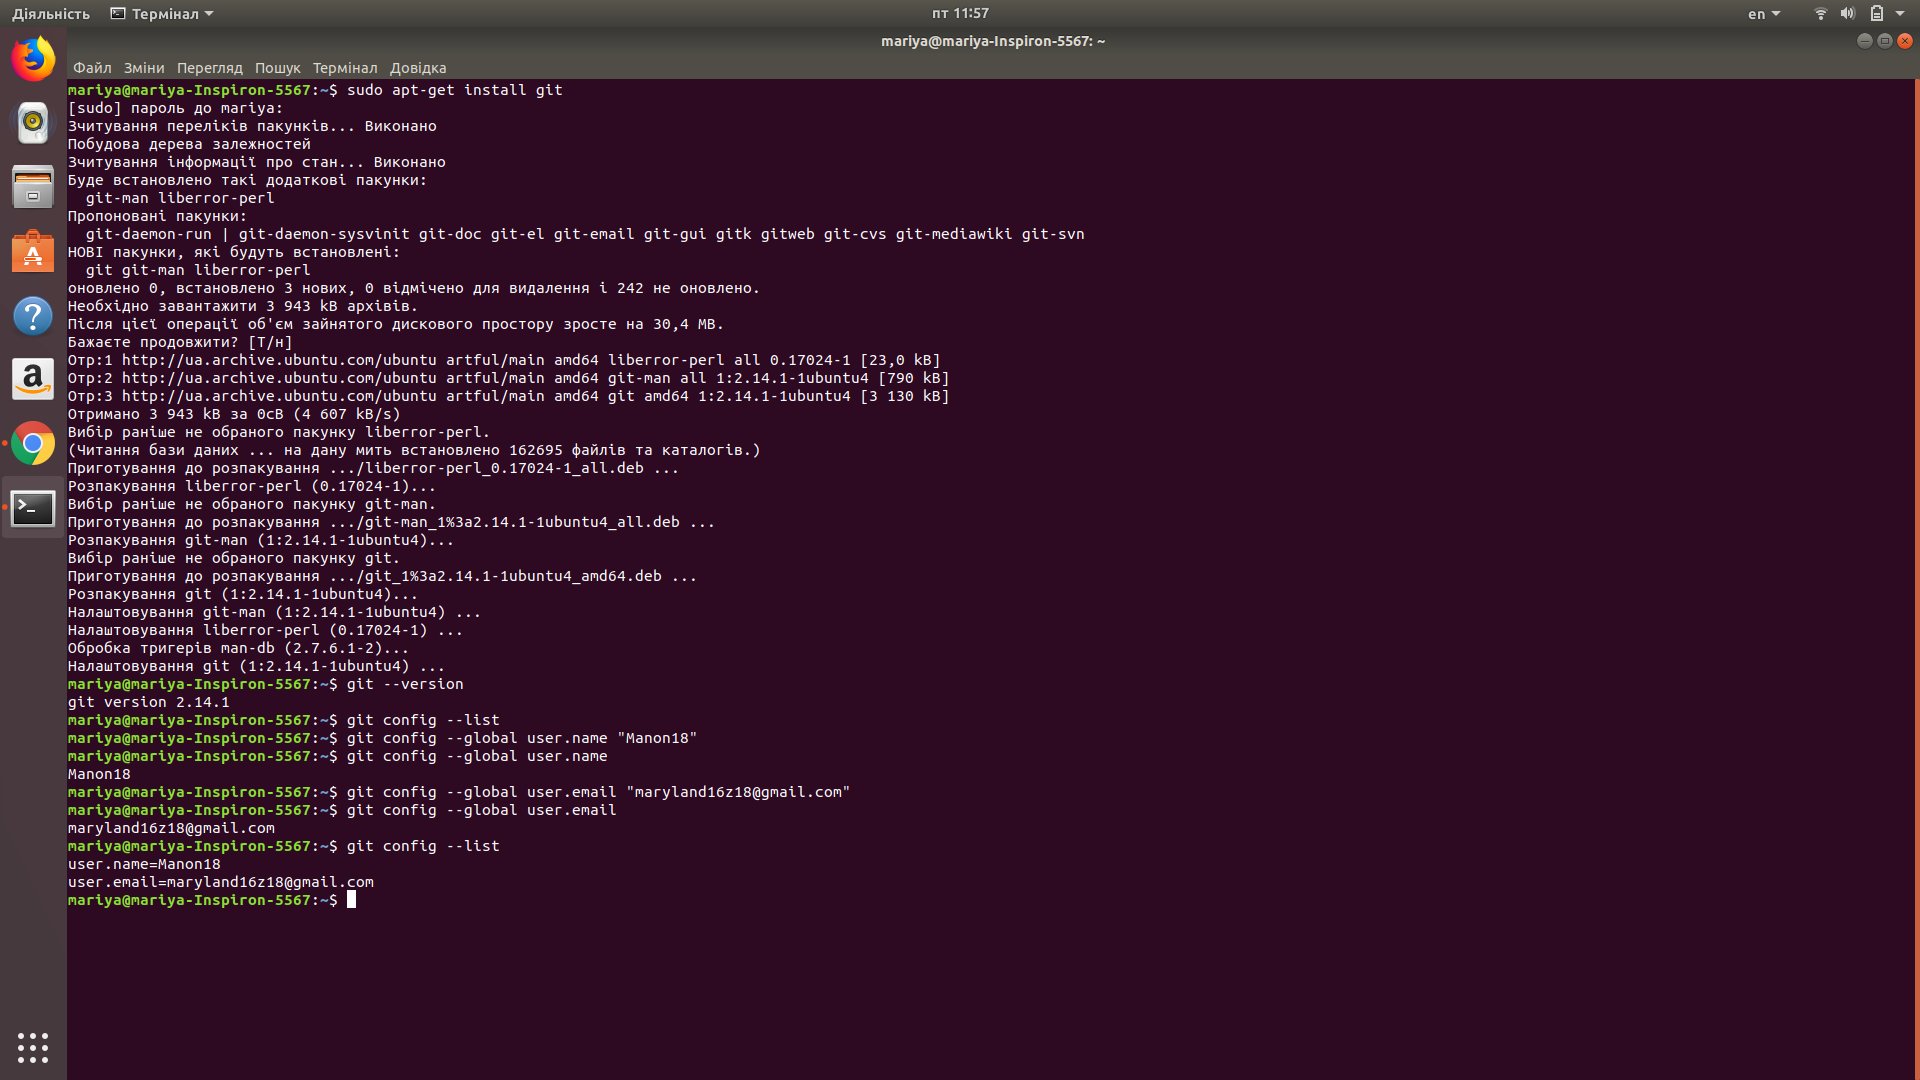 Діяльність Термінал пт 11:57 en
mariya@mariya-Inspiron-5567: ~
Файл Зміни Перегляд Пошук Термінал Довідка
mariya@mariya-Inspiron-5567:~$ sudo apt-get install git
[sudo] пароль до mariya:
Зчитування переліків пакунків... Виконано
Побудова дерева залежностей
Зчитування інформації про стан... Виконано
Буде встановлено такі додаткові пакунки:
  git-man liberror-perl
Пропоновані пакунки:
  git-daemon-run | git-daemon-sysvinit git-doc git-el git-email git-gui gitk gitweb git-cvs git-mediawiki git-svn
НОВІ пакунки, які будуть встановлені:
  git git-man liberror-perl
оновлено 0, встановлено 3 нових, 0 відмічено для видалення і 242 не оновлено.
Необхідно завантажити 3 943 kB архівів.
Після цієї операції об'єм зайнятого дискового простору зросте на 30,4 MB.
Бажаєте продовжити? [Т/н]
Отр:1 http://ua.archive.ubuntu.com/ubuntu artful/main amd64 liberror-perl all 0.17024-1 [23,0 kB]
Отр:2 http://ua.archive.ubuntu.com/ubuntu artful/main amd64 git-man all 1:2.14.1-1ubuntu4 [790 kB]
Отр:3 http://ua.archive.ubuntu.com/ubuntu artful/main amd64 git amd64 1:2.14.1-1ubuntu4 [3 130 kB]
Отримано 3 943 kB за 0сВ (4 607 kB/s)
Вибір раніше не обраного пакунку liberror-perl.
(Читання бази даних ... на дану мить встановлено 162695 файлів та каталогів.)
Приготування до розпакування .../liberror-perl_0.17024-1_all.deb ...
Розпакування liberror-perl (0.17024-1)...
Вибір раніше не обраного пакунку git-man.
Приготування до розпакування .../git-man_1%3a2.14.1-1ubuntu4_all.deb ...
Розпакування git-man (1:2.14.1-1ubuntu4)...
Вибір раніше не обраного пакунку git.
Приготування до розпакування .../git_1%3a2.14.1-1ubuntu4_amd64.deb ...
Розпакування git (1:2.14.1-1ubuntu4)...
Налаштовування git-man (1:2.14.1-1ubuntu4) ...
Налаштовування liberror-perl (0.17024-1) ...
Обробка тригерів man-db (2.7.6.1-2)...
Налаштовування git (1:2.14.1-1ubuntu4) ...
mariya@mariya-Inspiron-5567:~$ git --version
git version 2.14.1
mariya@mariya-Inspiron-5567:~$ git config --list
mariya@mariya-Inspiron-5567:~$ git config --global user.name "Manon18"
mariya@mariya-Inspiron-5567:~$ git config --global user.name
Manon18
mariya@mariya-Inspiron-5567:~$ git config --global user.email "maryland16z18@gmail.com"
mariya@mariya-Inspiron-5567:~$ git config --global user.email
maryland16z18@gmail.com
mariya@mariya-Inspiron-5567:~$ git config --list
user.name=Manon18
user.email=maryland16z18@gmail.com
mariya@mariya-Inspiron-5567:~$